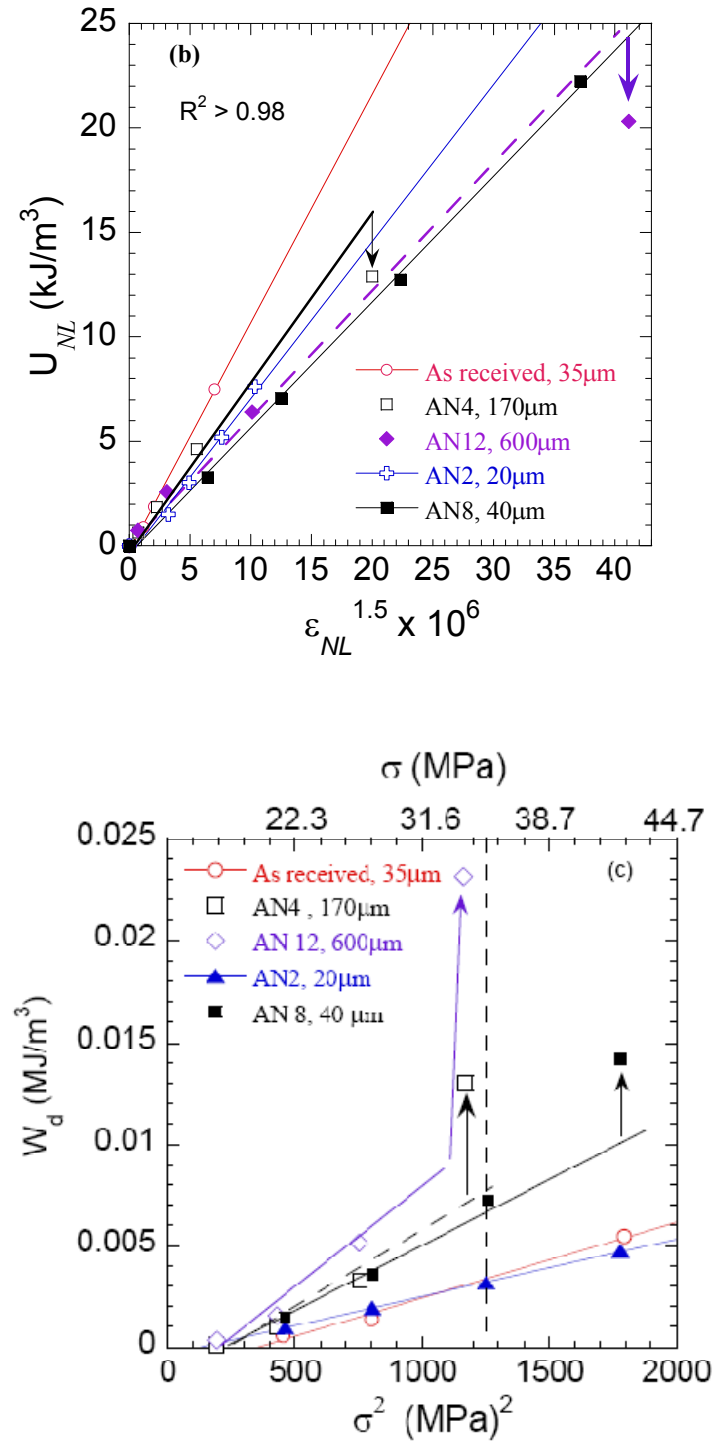 25
(b)
20
R² > 0.98
15
U_NL (kJ/m³)
10
As received, 35μm
AN4, 170μm
AN12, 600μm
5
AN2, 20μm
AN8, 40μm
0
0 5 10 15 20 25 30 35 40
ε_NL^1.5 x 10⁶
σ (MPa)
22.3 31.6 38.7 44.7
0.025
(c)
As received, 35μm
AN4 , 170μm
AN 12, 600μm
AN2, 20μm
AN 8, 40 μm
0.02
0.015
W_d (MJ/m³)
0.01
0.005
0
0 500 1000 1500 2000
σ² (MPa)²